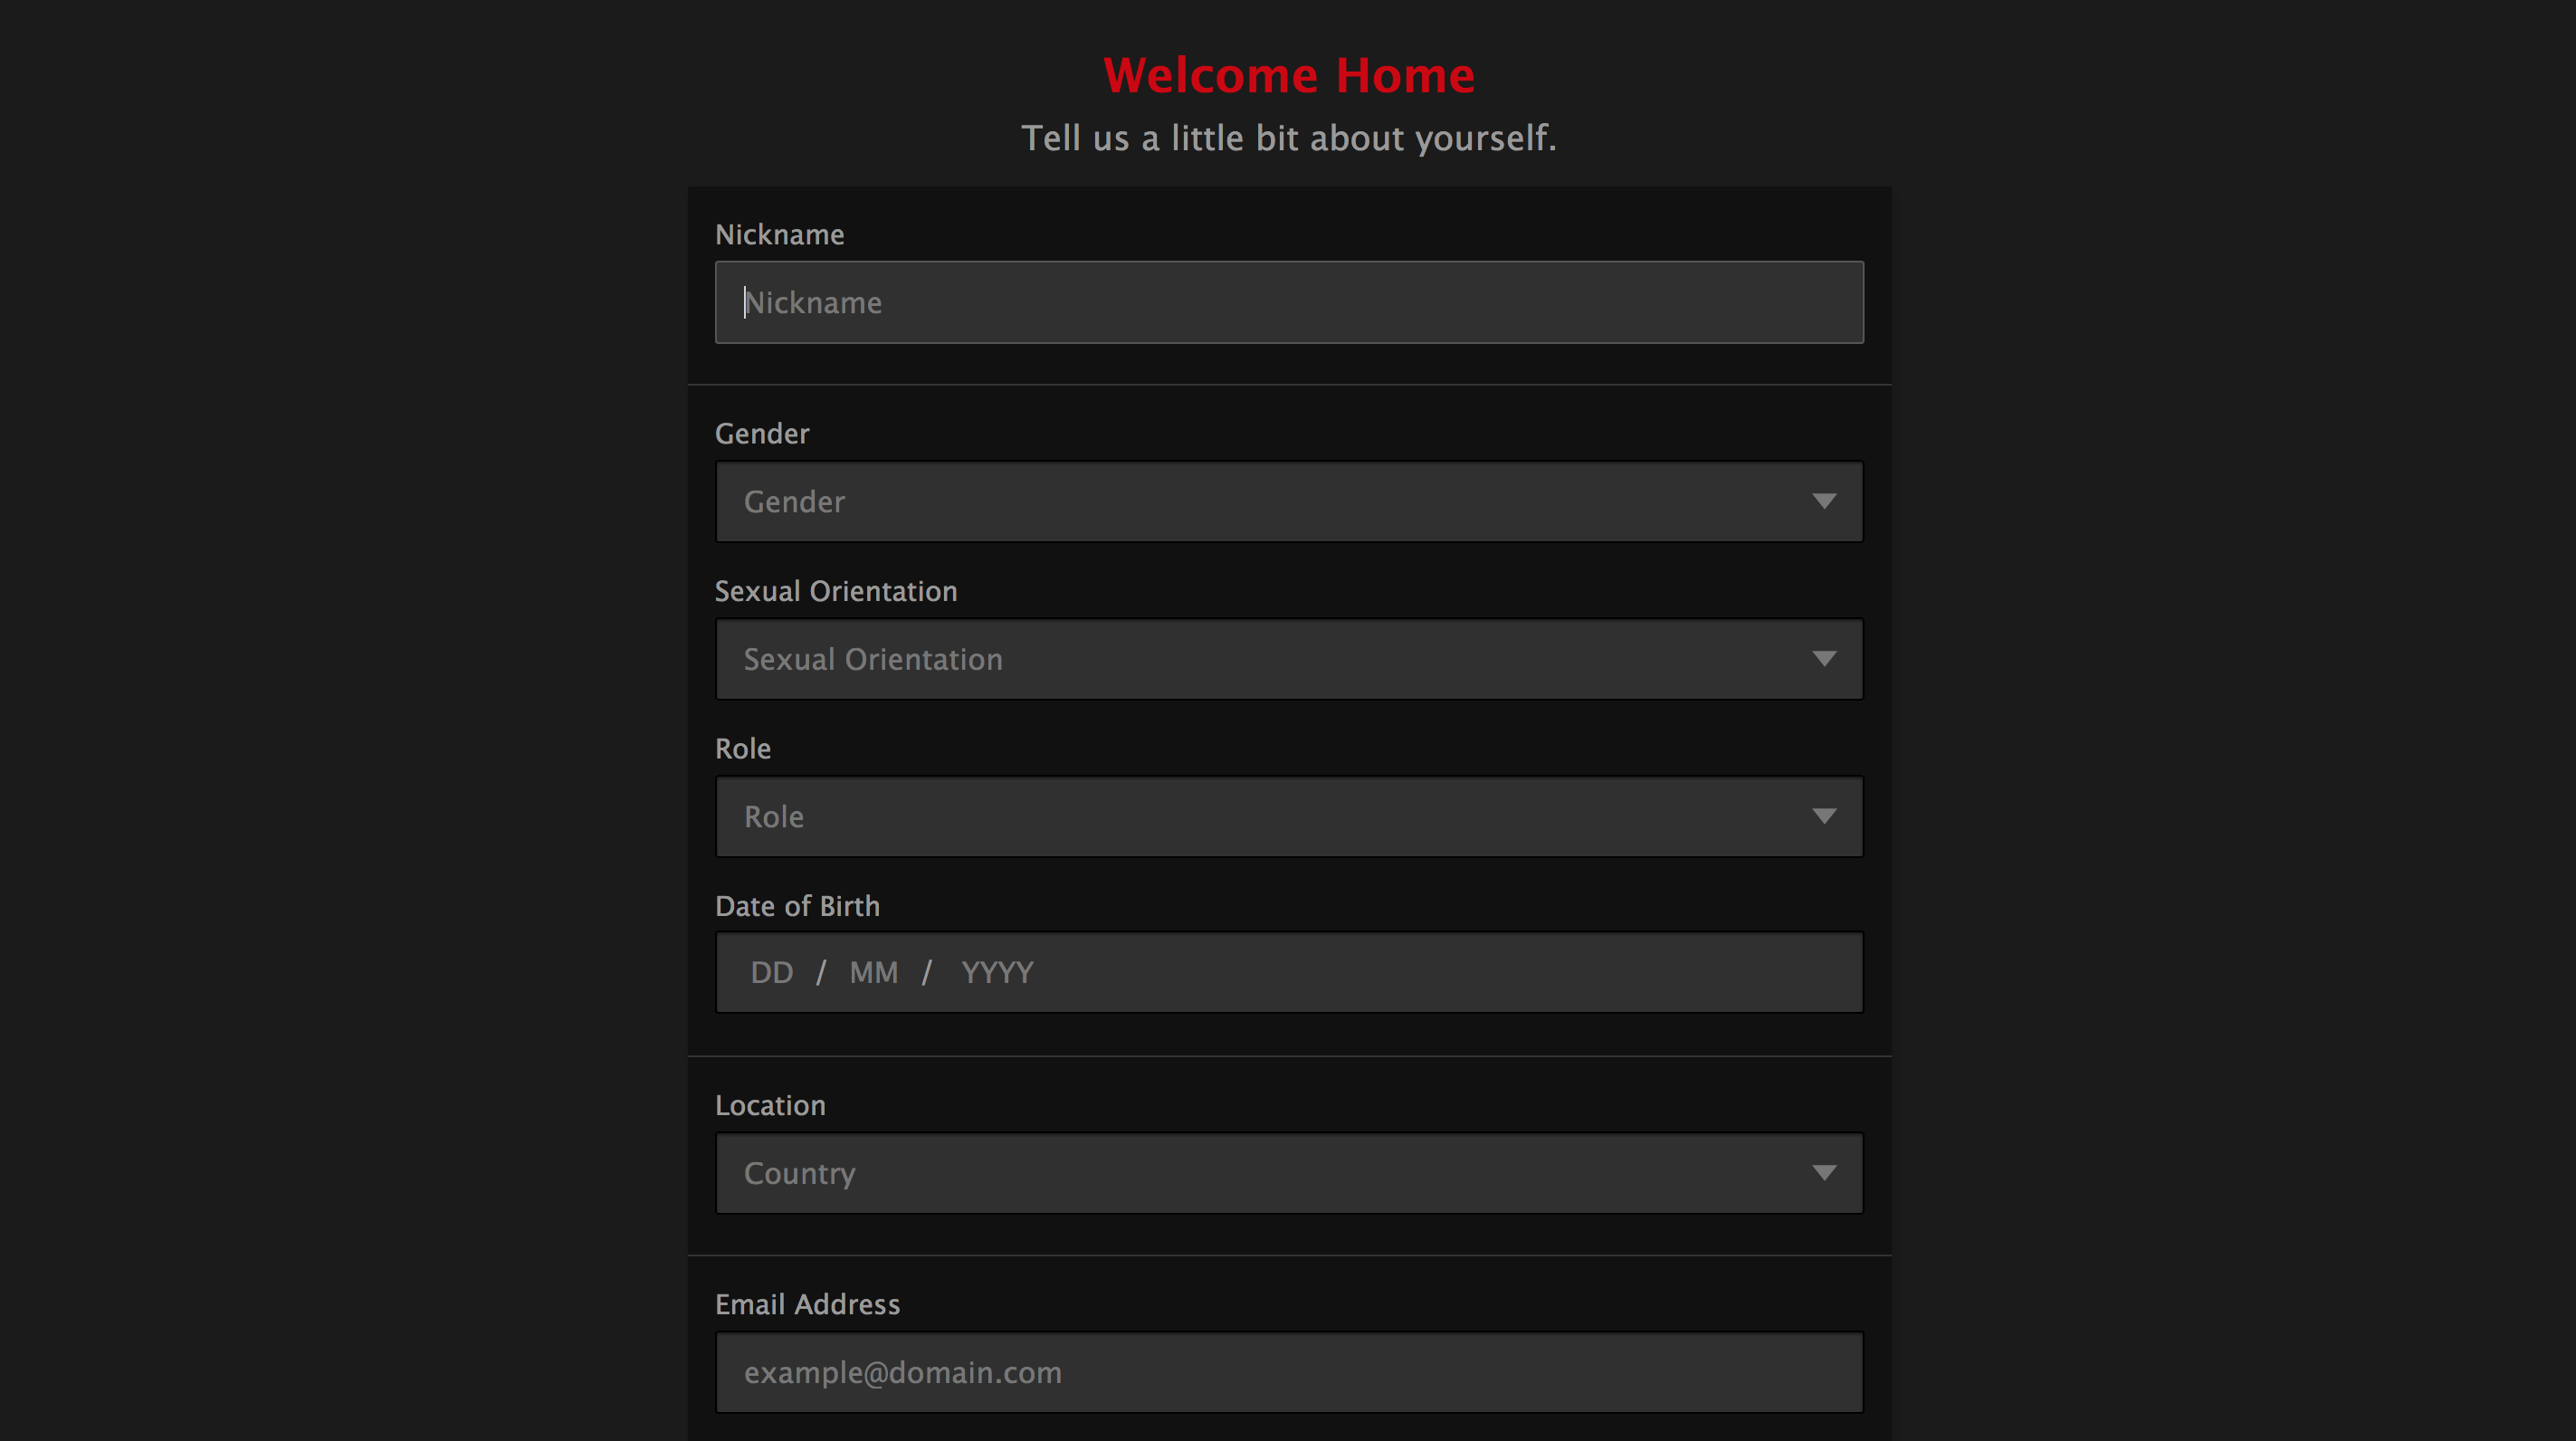 Welcome Home
Tell us a little bit about yourself.
Nickname
Nickname
Gender
Gender
Sexual Orientation
Sexual Orientation
Role
Role
Date of Birth
DD / MM / YYYY
Location
Country
Email Address
example@domain.com